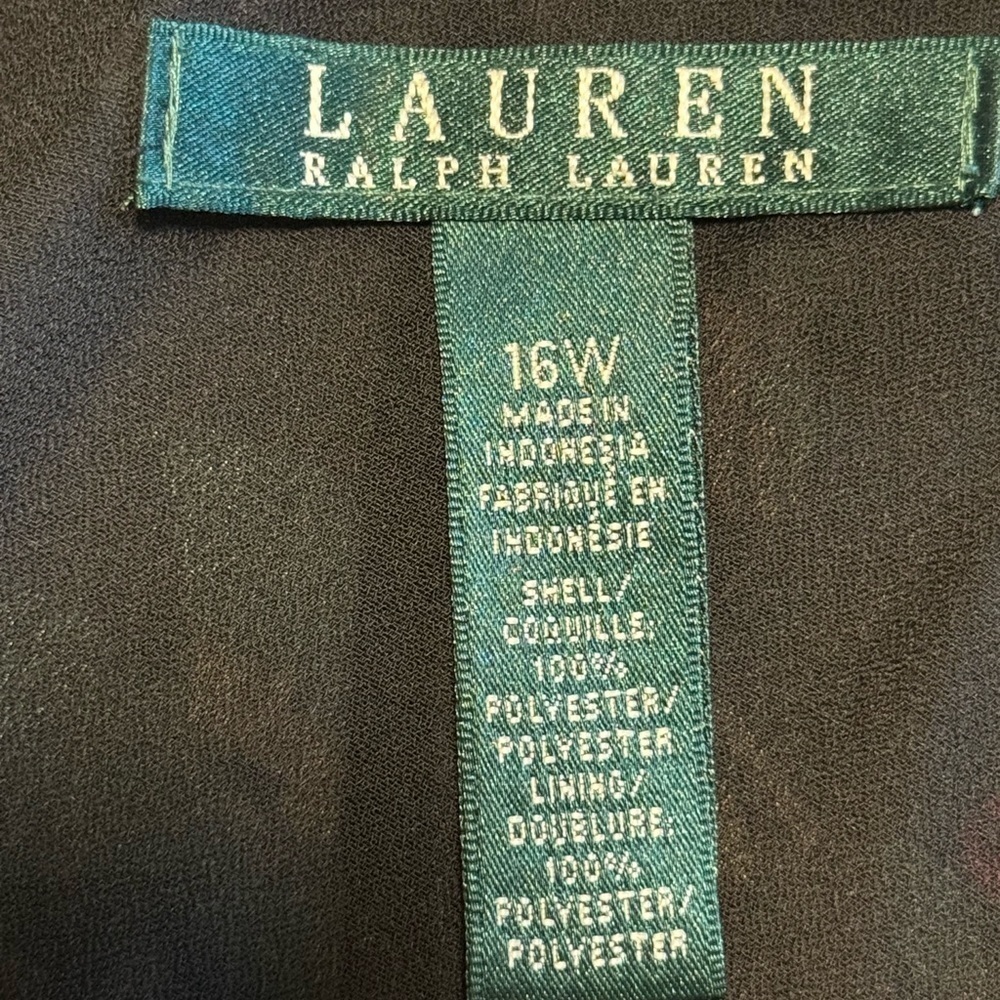 LAUREN
RALPH LAUREN
16W
MADE IN
INDONESIA
FABRIQUÉ EN
INDONÉSIE
SHELL/
COQUILLE:
100%
POLYESTER/
POLYESTER
LINING/
DOUBLURE:
100%
POLYESTER/
POLYESTER